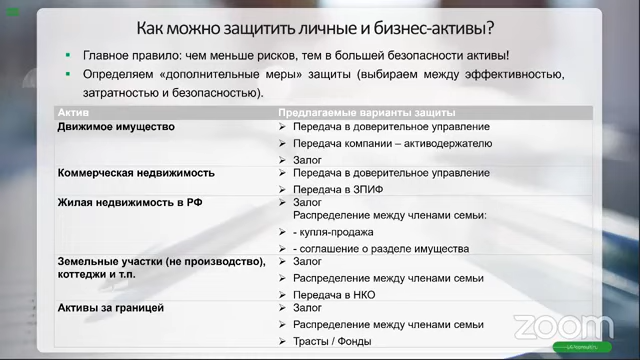 Как можно защитить личные и бизнес-активы?
Главное правило: чем меньше рисков, тем в большей безопасности активы!
Определяем «дополнительные меры» защиты (выбираем между эффективностью,
затратностью и безопасностью).
Актив
Предлагаемые варианты защиты
Движимое имущество
Передача в доверительное управление
Передача компании – активодержателю
Залог
Коммерческая недвижимость
Передача в доверительное управление
Передача в ЗПИФ
Жилая недвижимость в РФ
Залог
Распределение между членами семьи:
- купля-продажа
- соглашение о разделе имущества
Земельные участки (не производство),
коттеджи и т.п.
Залог
Распределение между членами семьи
Передача в НКО
Активы за границей
Залог
Распределение между членами семьи
Трасты / Фонды
zoom